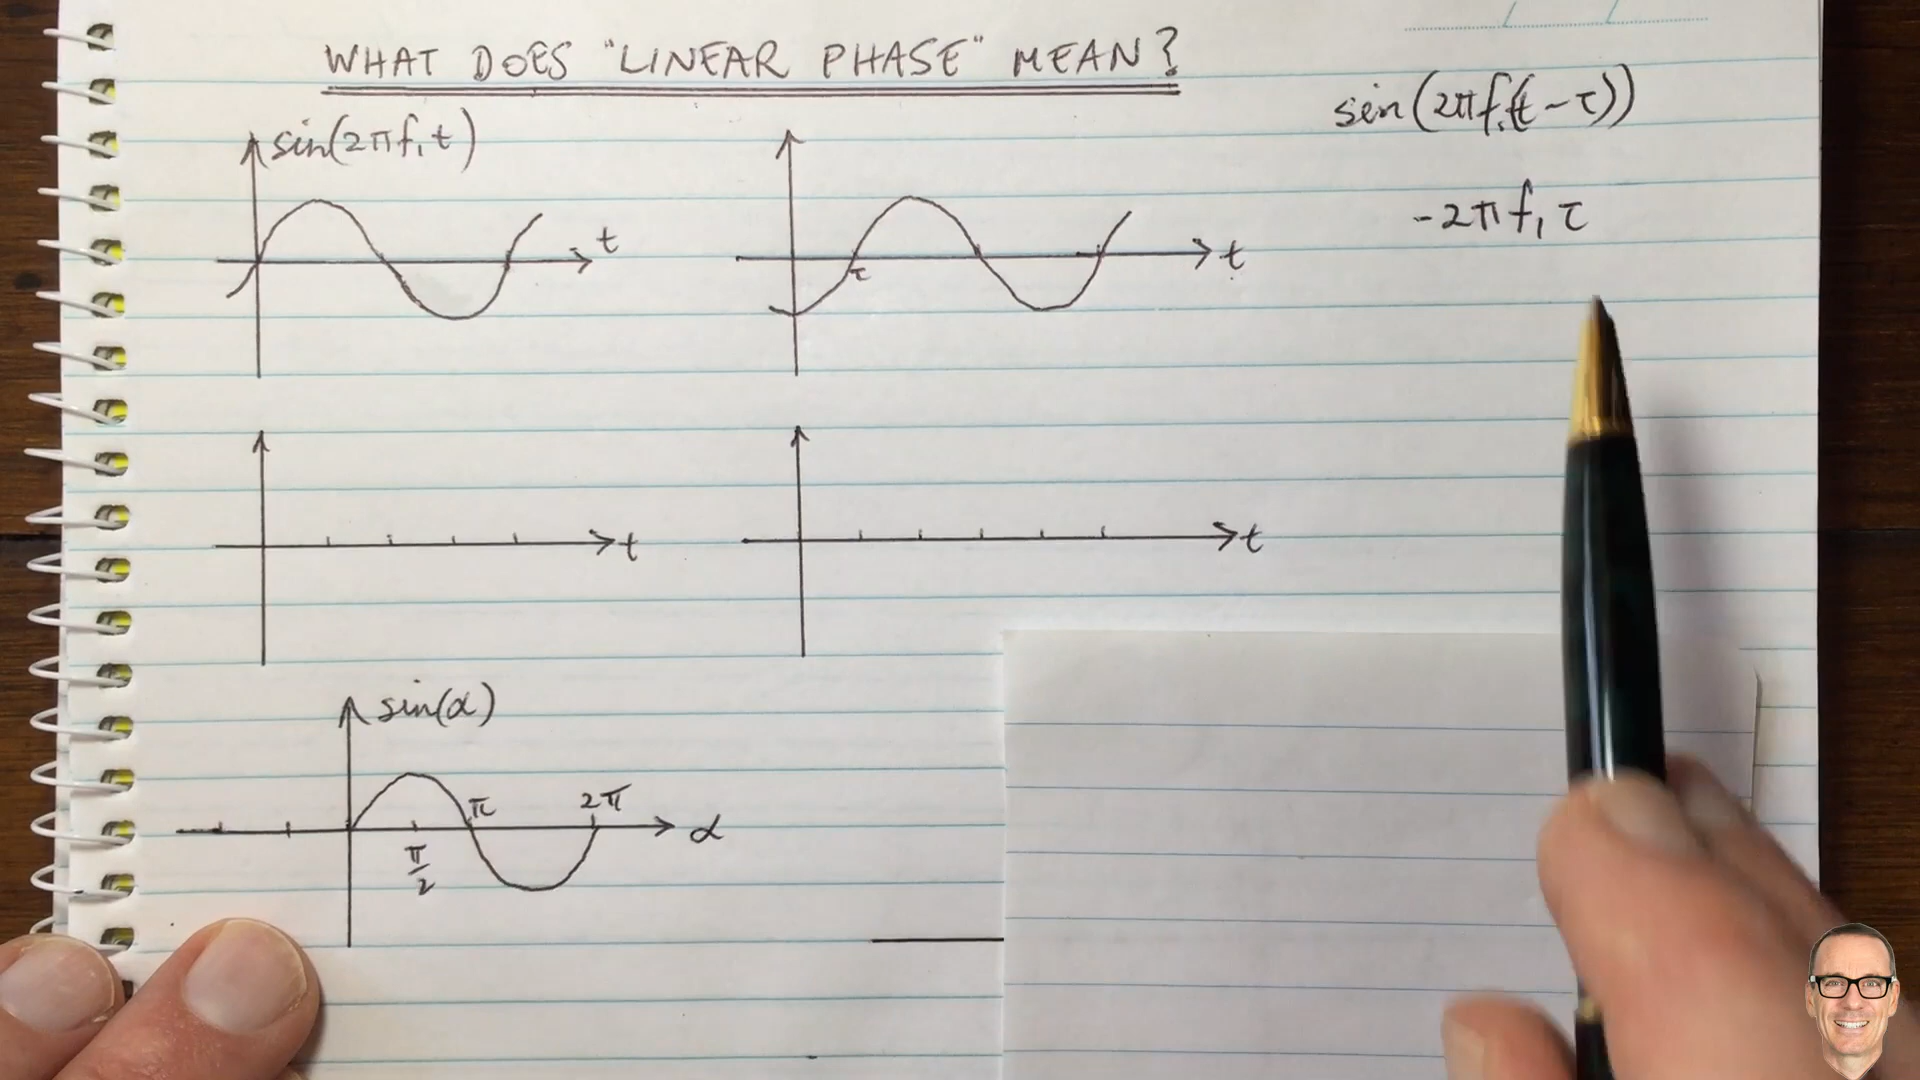 WHAT DOES "LINEAR PHASE" MEAN?
sin(2πf₁t)
sin(2πf₁(t-τ))
-2πf₁τ
t
τ
t
t
t
sin(α)
π
2π
α
π/2